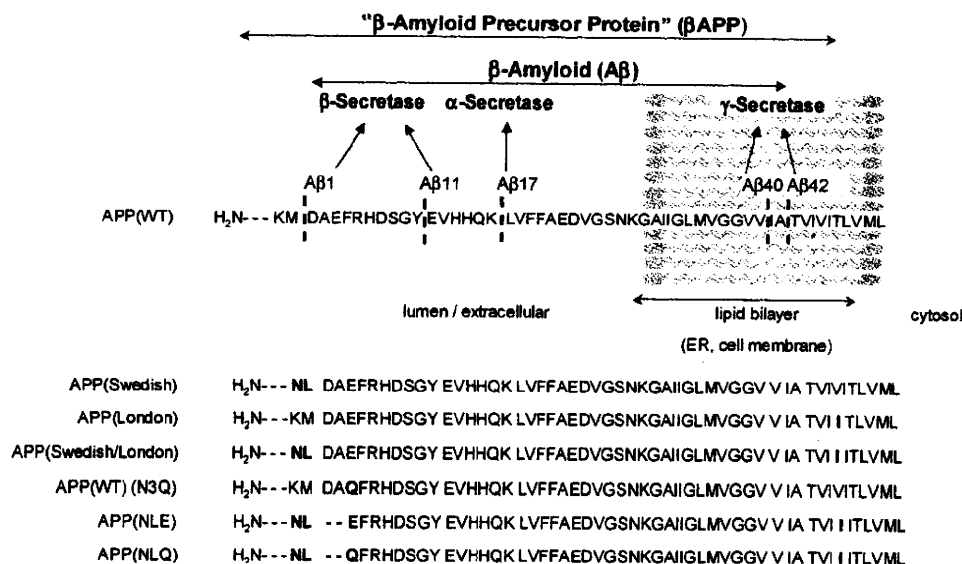 "β-Amyloid Precursor Protein" (βAPP)
β-Amyloid (Aβ)
β-Secretase α-Secretase γ-Secretase
Aβ1 Aβ11 Aβ17 Aβ40 Aβ42
APP(WT) H₂N---KM DAEFRHDSGY EVHHQK LVFFAEDVGSNKGAIIGLMVGGVV IA TVIVITLVML
lumen / extracellular lipid bilayer cytosol
(ER, cell membrane)
APP(Swedish) H₂N---NL DAEFRHDSGY EVHHQK LVFFAEDVGSNKGAIIGLMVGGV V IA TVIVITLVML
APP(London) H₂N---KM DAEFRHDSGY EVHHQK LVFFAEDVGSNKGAIIGLMVGGV V IA TVI I ITLVML
APP(Swedish/London) H₂N---NL DAEFRHDSGY EVHHQK LVFFAEDVGSNKGAIIGLMVGGV V IA TVI I ITLVML
APP(WT) (N3Q) H₂N---KM DAQFRHDSGY EVHHQK LVFFAEDVGSNKGAIIGLMVGGV V IA TVIVITLVML
APP(NLE) H₂N---NL --EFRHDSGY EVHHQK LVFFAEDVGSNKGAIIGLMVGGV V IA TVI I ITLVML
APP(NLQ) H₂N---NL --QFRHDSGY EVHHQK LVFFAEDVGSNKGAIIGLMVGGV V IA TVI I ITLVML